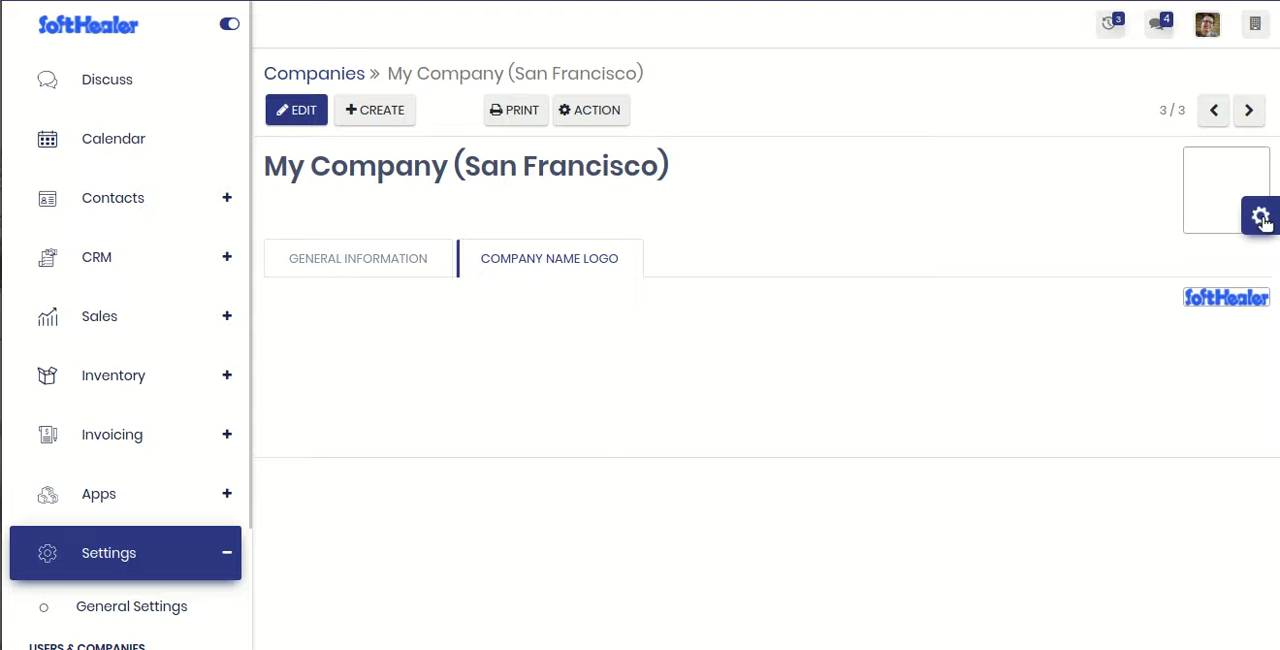 SoftHealer
3
4
Discuss
Calendar
Contacts
CRM
Sales
Inventory
Invoicing
Apps
Settings
General Settings
USERS & COMPANIES
Companies » My Company (San Francisco)
EDIT
CREATE
PRINT
ACTION
3 / 3
My Company (San Francisco)
GENERAL INFORMATION
COMPANY NAME LOGO
SoftHealer